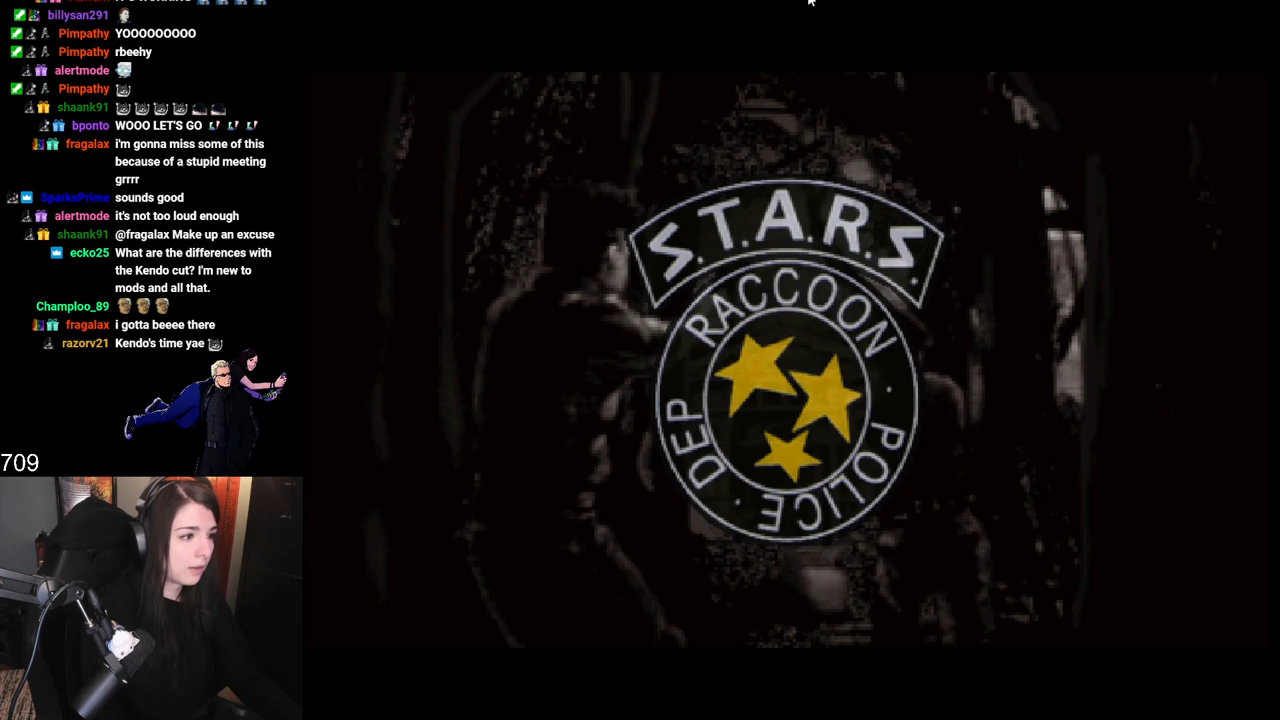 billysan291
Pimpathy YOOOOOOOOO
Pimpathy rbeehy
alertmode
Pimpathy
shaank91
bponto WOOO LET'S GO
fragalax i'm gonna miss some of this
because of a stupid meeting
grrrr
SparksPrime sounds good
alertmode it's not too loud enough
shaank91 @fragalax Make up an excuse
ecko25 What are the differences with
the Kendo cut? I'm new to
mods and all that.
Champloo_89
fragalax i gotta beeee there
razorv21 Kendo's time yae
709
S.T.A.R.S.
RACCOON
POLICE
DEP